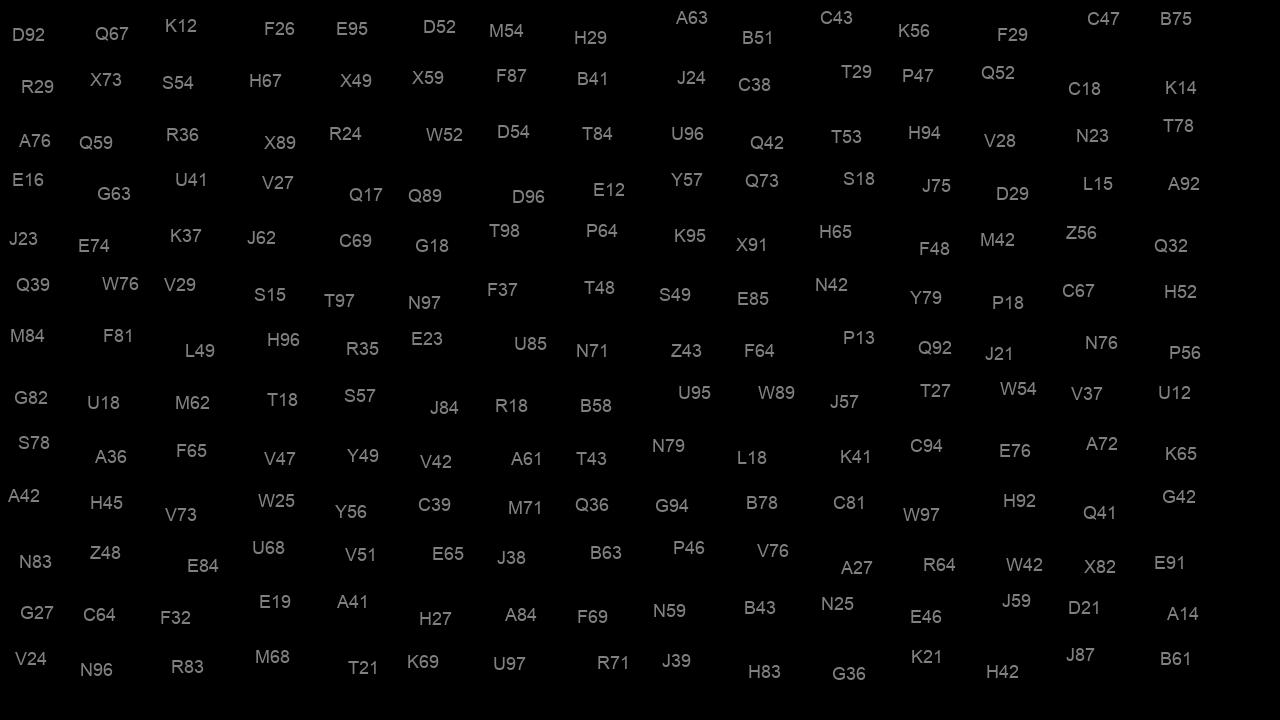 D92 Q67 K12 F26 E95 D52 M54 H29 A63 B51 C43 K56 F29 C47 B75
R29 X73 S54 H67 X49 X59 F87 B41 J24 C38 T29 P47 Q52 C18 K14
A76 Q59 R36 X89 R24 W52 D54 T84 U96 Q42 T53 H94 V28 N23 T78
E16 G63 U41 V27 Q17 Q89 D96 E12 Y57 Q73 S18 J75 D29 L15 A92
J23 E74 K37 J62 C69 G18 T98 P64 K95 X91 H65 F48 M42 Z56 Q32
Q39 W76 V29 S15 T97 N97 F37 T48 S49 E85 N42 Y79 P18 C67 H52
M84 F81 L49 H96 R35 E23 U85 N71 Z43 F64 P13 Q92 J21 N76 P56
G82 U18 M62 T18 S57 J84 R18 B58 U95 W89 J57 T27 W54 V37 U12
S78 A36 F65 V47 Y49 V42 A61 T43 N79 L18 K41 C94 E76 A72 K65
A42 H45 V73 W25 Y56 C39 M71 Q36 G94 B78 C81 W97 H92 Q41 G42
N83 Z48 E84 U68 V51 E65 J38 B63 P46 V76 A27 R64 W42 X82 E91
G27 C64 F32 E19 A41 H27 A84 F69 N59 B43 N25 E46 J59 D21 A14
V24 N96 R83 M68 T21 K69 U97 R71 J39 H83 G36 K21 H42 J87 B61